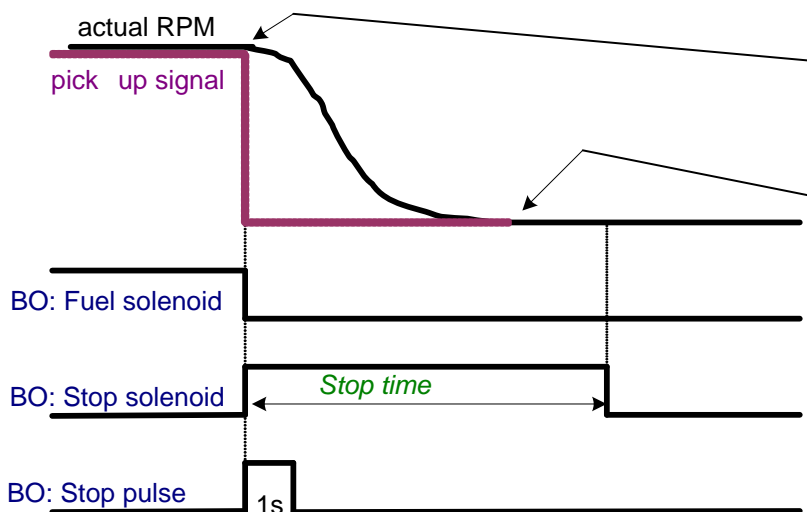 actual RPM
pick up signal
BO: Fuel solenoid
BO: Stop solenoid
Stop time
BO: Stop pulse
1s